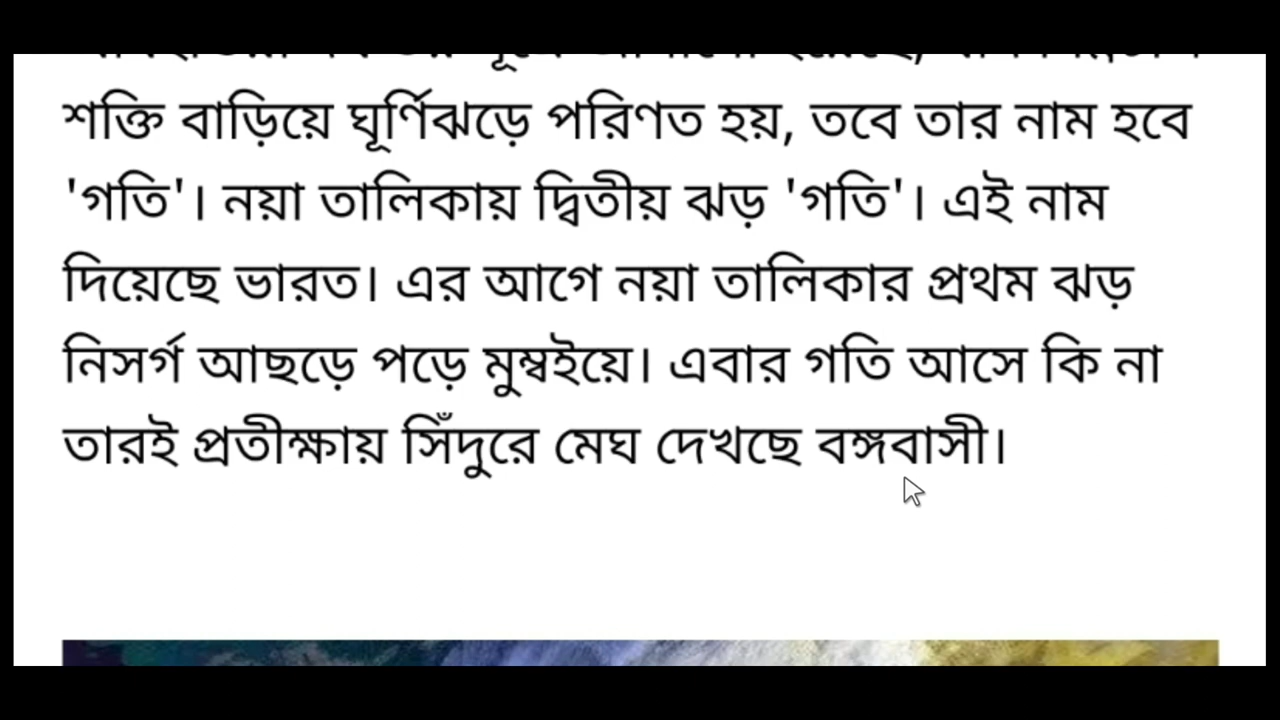 শক্তি বাড়িয়ে ঘূর্ণিঝড়ে পরিণত হয়, তবে তার নাম হবে
'গতি'। নয়া তালিকায় দ্বিতীয় ঝড় 'গতি'। এই নাম
দিয়েছে ভারত। এর আগে নয়া তালিকার প্রথম ঝড়
নিসর্গ আছড়ে পড়ে মুম্বইয়ে। এবার গতি আসে কি না
তারই প্রতীক্ষায় সিঁদুরে মেঘ দেখছে বঙ্গবাসী।